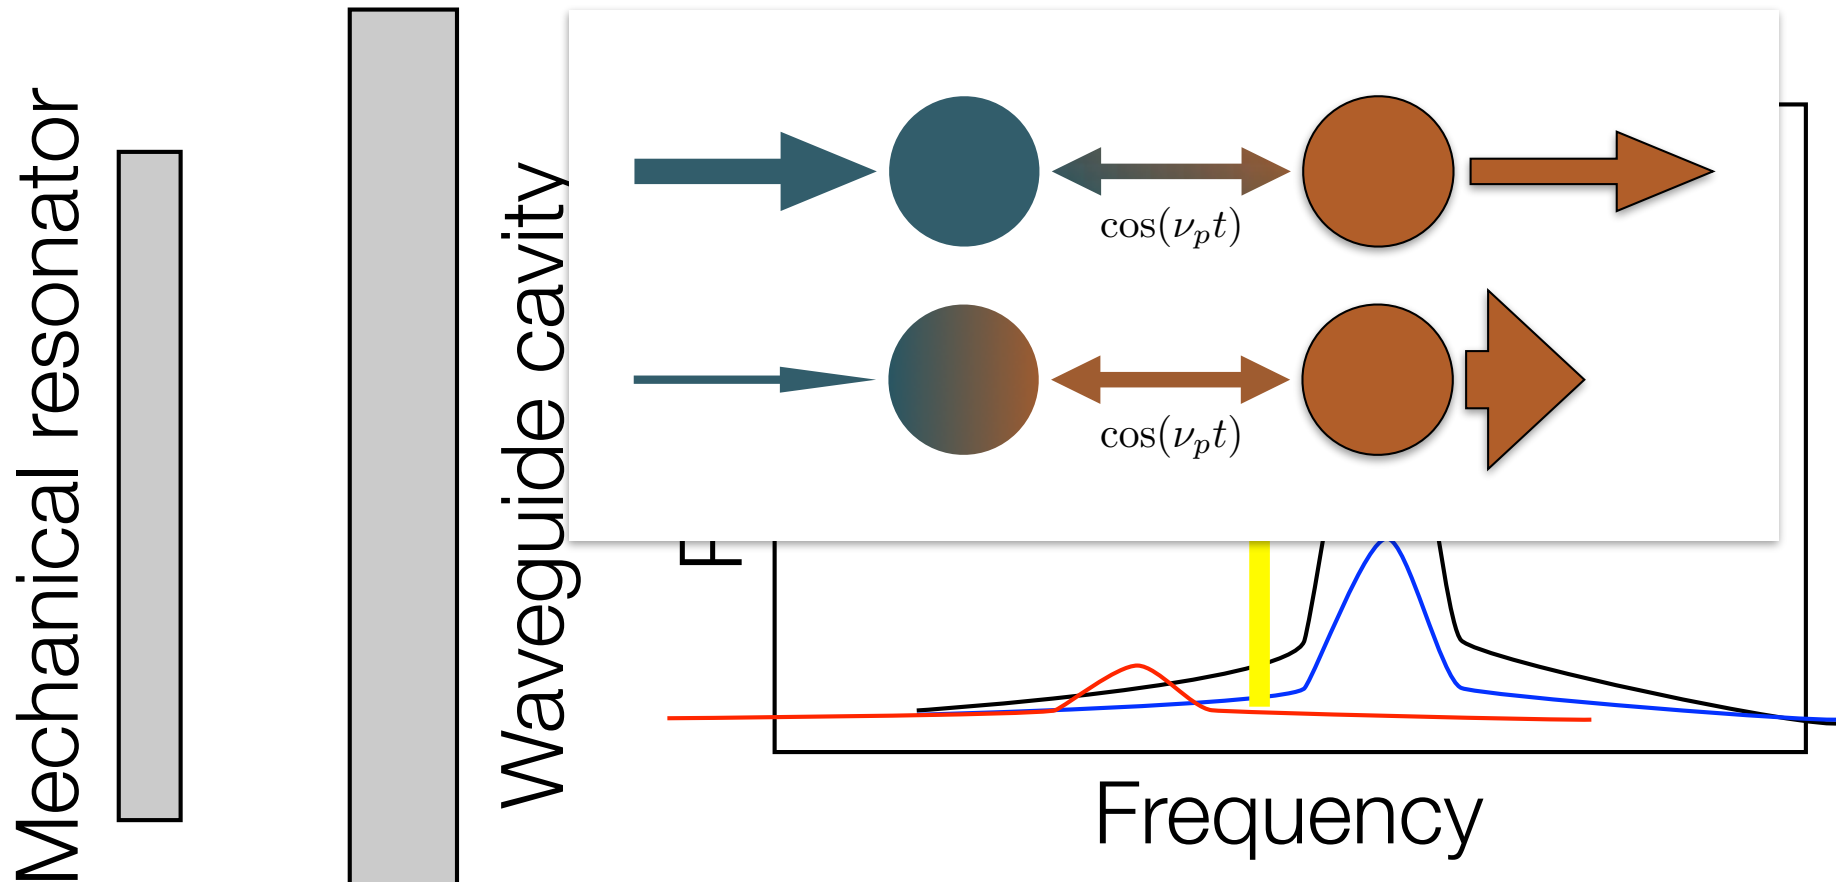 Mechanical resonator
Waveguide cavity
cos(ν_p t)
cos(ν_p t)
F
Frequency